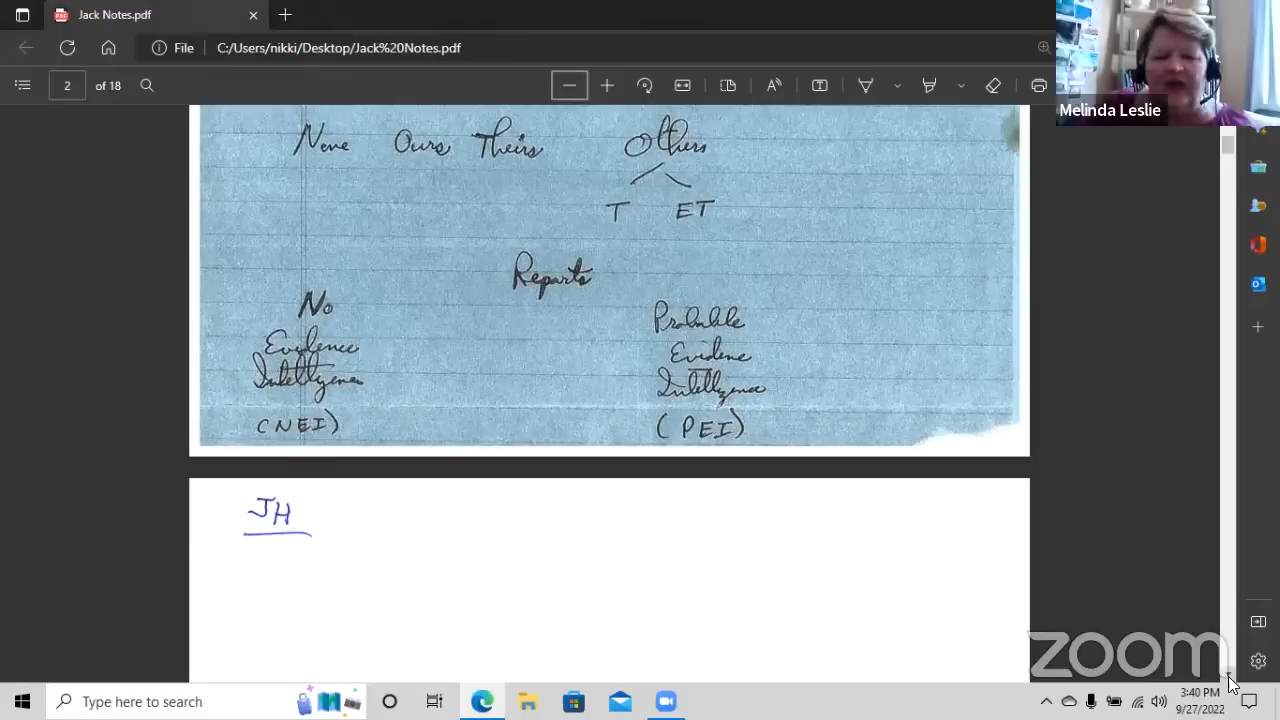 Jack Notes.pdf
File C:/Users/nikki/Desktop/Jack%20Notes.pdf
2 of 18
Melinda Leslie
None Ours Theirs Others
T ET
Reports
No
Probable
Evidence
Evidene
Intelligence
Intelligence
(NEI)
(PEI)
JH
zoom
Type here to search
3:40 PM
9/27/2022